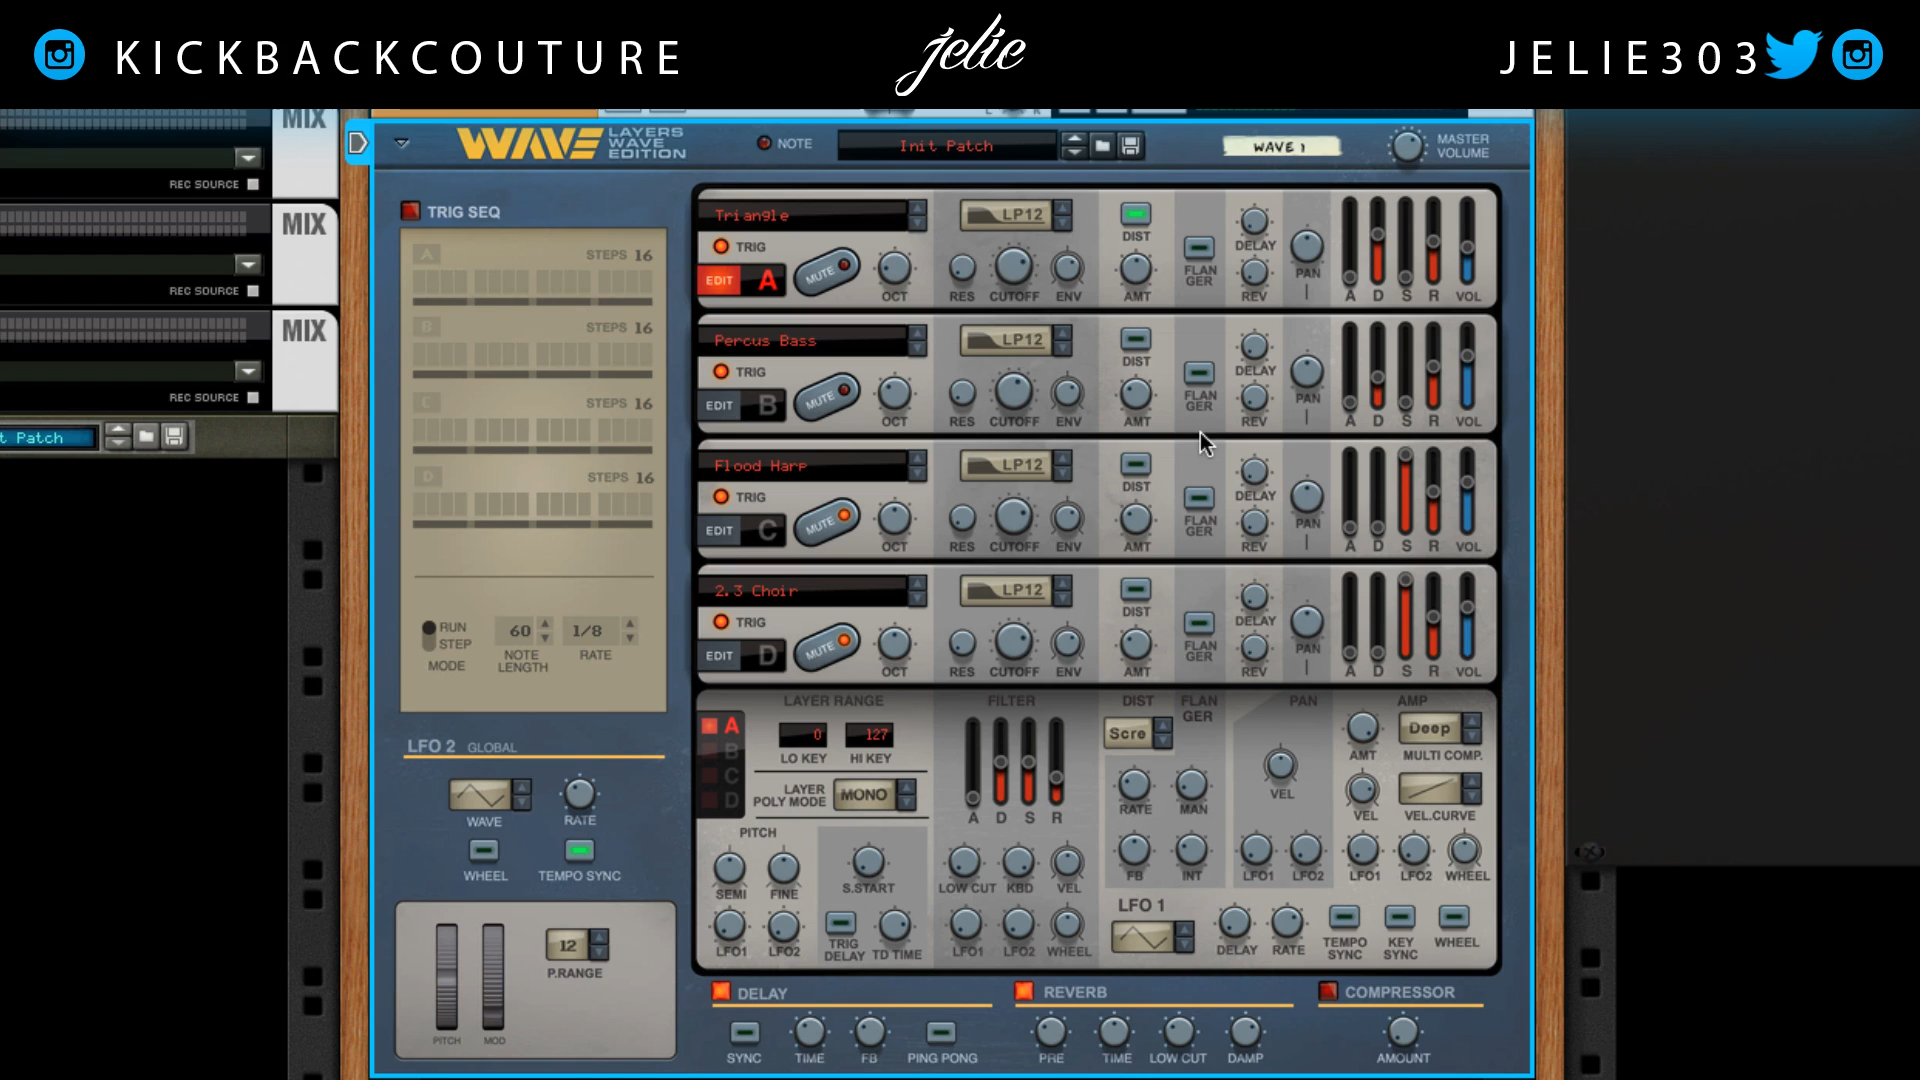 KICKBACKCOUTURE
jelie
JELIE303
MIX
REC SOURCE
MIX
REC SOURCE
MIX
REC SOURCE
t Patch
WAVE LAYERS WAVE EDITION
NOTE
Init Patch
WAVE 1
MASTER VOLUME
TRIG SEQ
A STEPS 16
B STEPS 16
C STEPS 16
D STEPS 16
RUN
STEP
MODE
60
NOTE LENGTH
1/8
RATE
Triangle
TRIG
EDIT A
MUTE
OCT
LP12
RES CUTOFF ENV
DIST
AMT
FLAN GER
DELAY
REV
PAN
A D S R VOL
Percus Bass
TRIG
EDIT B
MUTE
OCT
LP12
RES CUTOFF ENV
DIST
AMT
FLAN GER
DELAY
REV
PAN
A D S R VOL
Flood Harp
TRIG
EDIT C
MUTE
OCT
LP12
RES CUTOFF ENV
DIST
AMT
FLAN GER
DELAY
REV
PAN
A D S R VOL
2.3 Choir
TRIG
EDIT D
MUTE
OCT
LP12
RES CUTOFF ENV
DIST
AMT
FLAN GER
DELAY
REV
PAN
A D S R VOL
LFO 2 GLOBAL
WAVE
RATE
WHEEL
TEMPO SYNC
12
P.RANGE
PITCH MOD
LAYER RANGE
A
B
C
D
0 127
LO KEY HI KEY
LAYER POLY MODE MONO
PITCH
SEMI FINE
LFO1 LFO2
S.START
TRIG DELAY TD TIME
FILTER
A D S R
LOW CUT KBD VEL
LFO1 LFO2 WHEEL
DIST FLAN GER
Scre
RATE MAN
FB INT
PAN
VEL
LFO1 LFO2
AMP
AMT
Deep
MULTI COMP.
VEL
VEL.CURVE
LFO1 LFO2 WHEEL
LFO 1
DELAY RATE
TEMPO SYNC
KEY SYNC
WHEEL
DELAY
SYNC TIME FB PING PONG
REVERB
PRE TIME LOW CUT DAMP
COMPRESSOR
AMOUNT